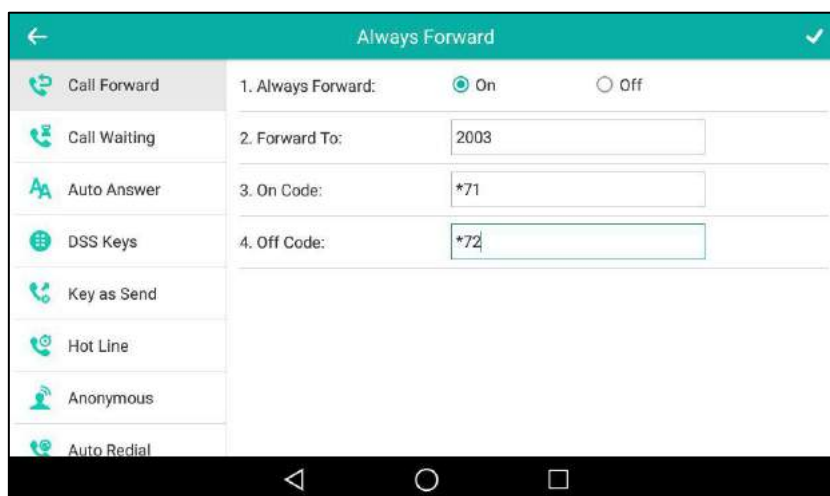 Always Forward
Call Forward
1. Always Forward: On Off
Call Waiting
2. Forward To: 2003
Auto Answer
3. On Code: *71
DSS Keys
4. Off Code: *72
Key as Send
Hot Line
Anonymous
Auto Redial